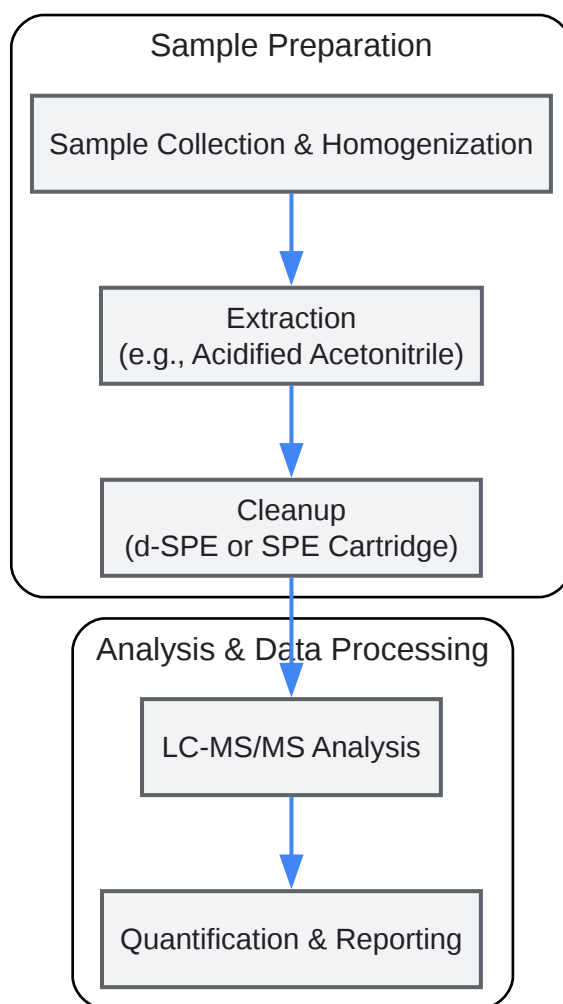 Sample Preparation
Sample Collection & Homogenization
Extraction
(e.g., Acidified Acetonitrile)
Cleanup
(d-SPE or SPE Cartridge)
Analysis & Data Processing
LC-MS/MS Analysis
Quantification & Reporting